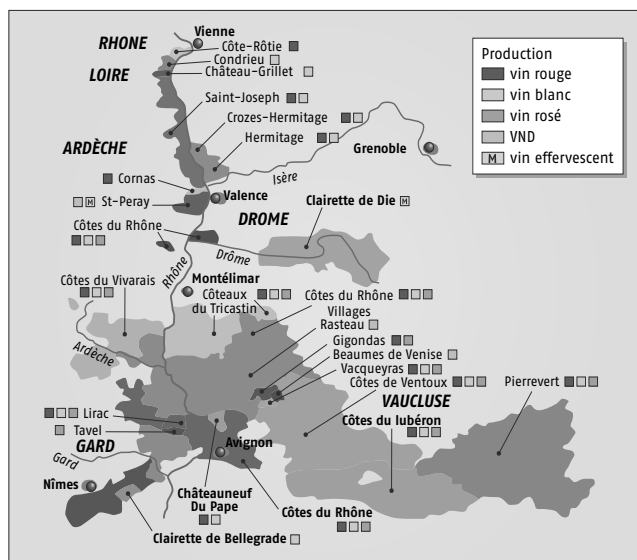 Vienne
RHONE
Côte-Rôtie
Condrieu
LOIRE
Château-Grillet
Saint-Joseph
Crozes-Hermitage
Hermitage
ARDÈCHE
Grenoble
Isère
Cornas
Valence
M St-Peray
Clairette de Die M
DROME
Côtes du Rhône
Drôme
Rhône
Montélimar
Côtes du Vivarais
Côteaux
du Tricastin
Côtes du Rhône
Villages
Rasteau
Gigondas
Ardèche
Beaumes de Venise
Vacqueyras
Côtes de Ventoux
Pierrevert
VAUCLUSE
Lirac
Côtes du lubéron
Tavel
GARD
Avignon
Gard
Nîmes
Châteauneuf
Du Pape
Côtes du Rhône
Clairette de Bellegrade
Production
vin rouge
vin blanc
vin rosé
VND
M vin effervescent